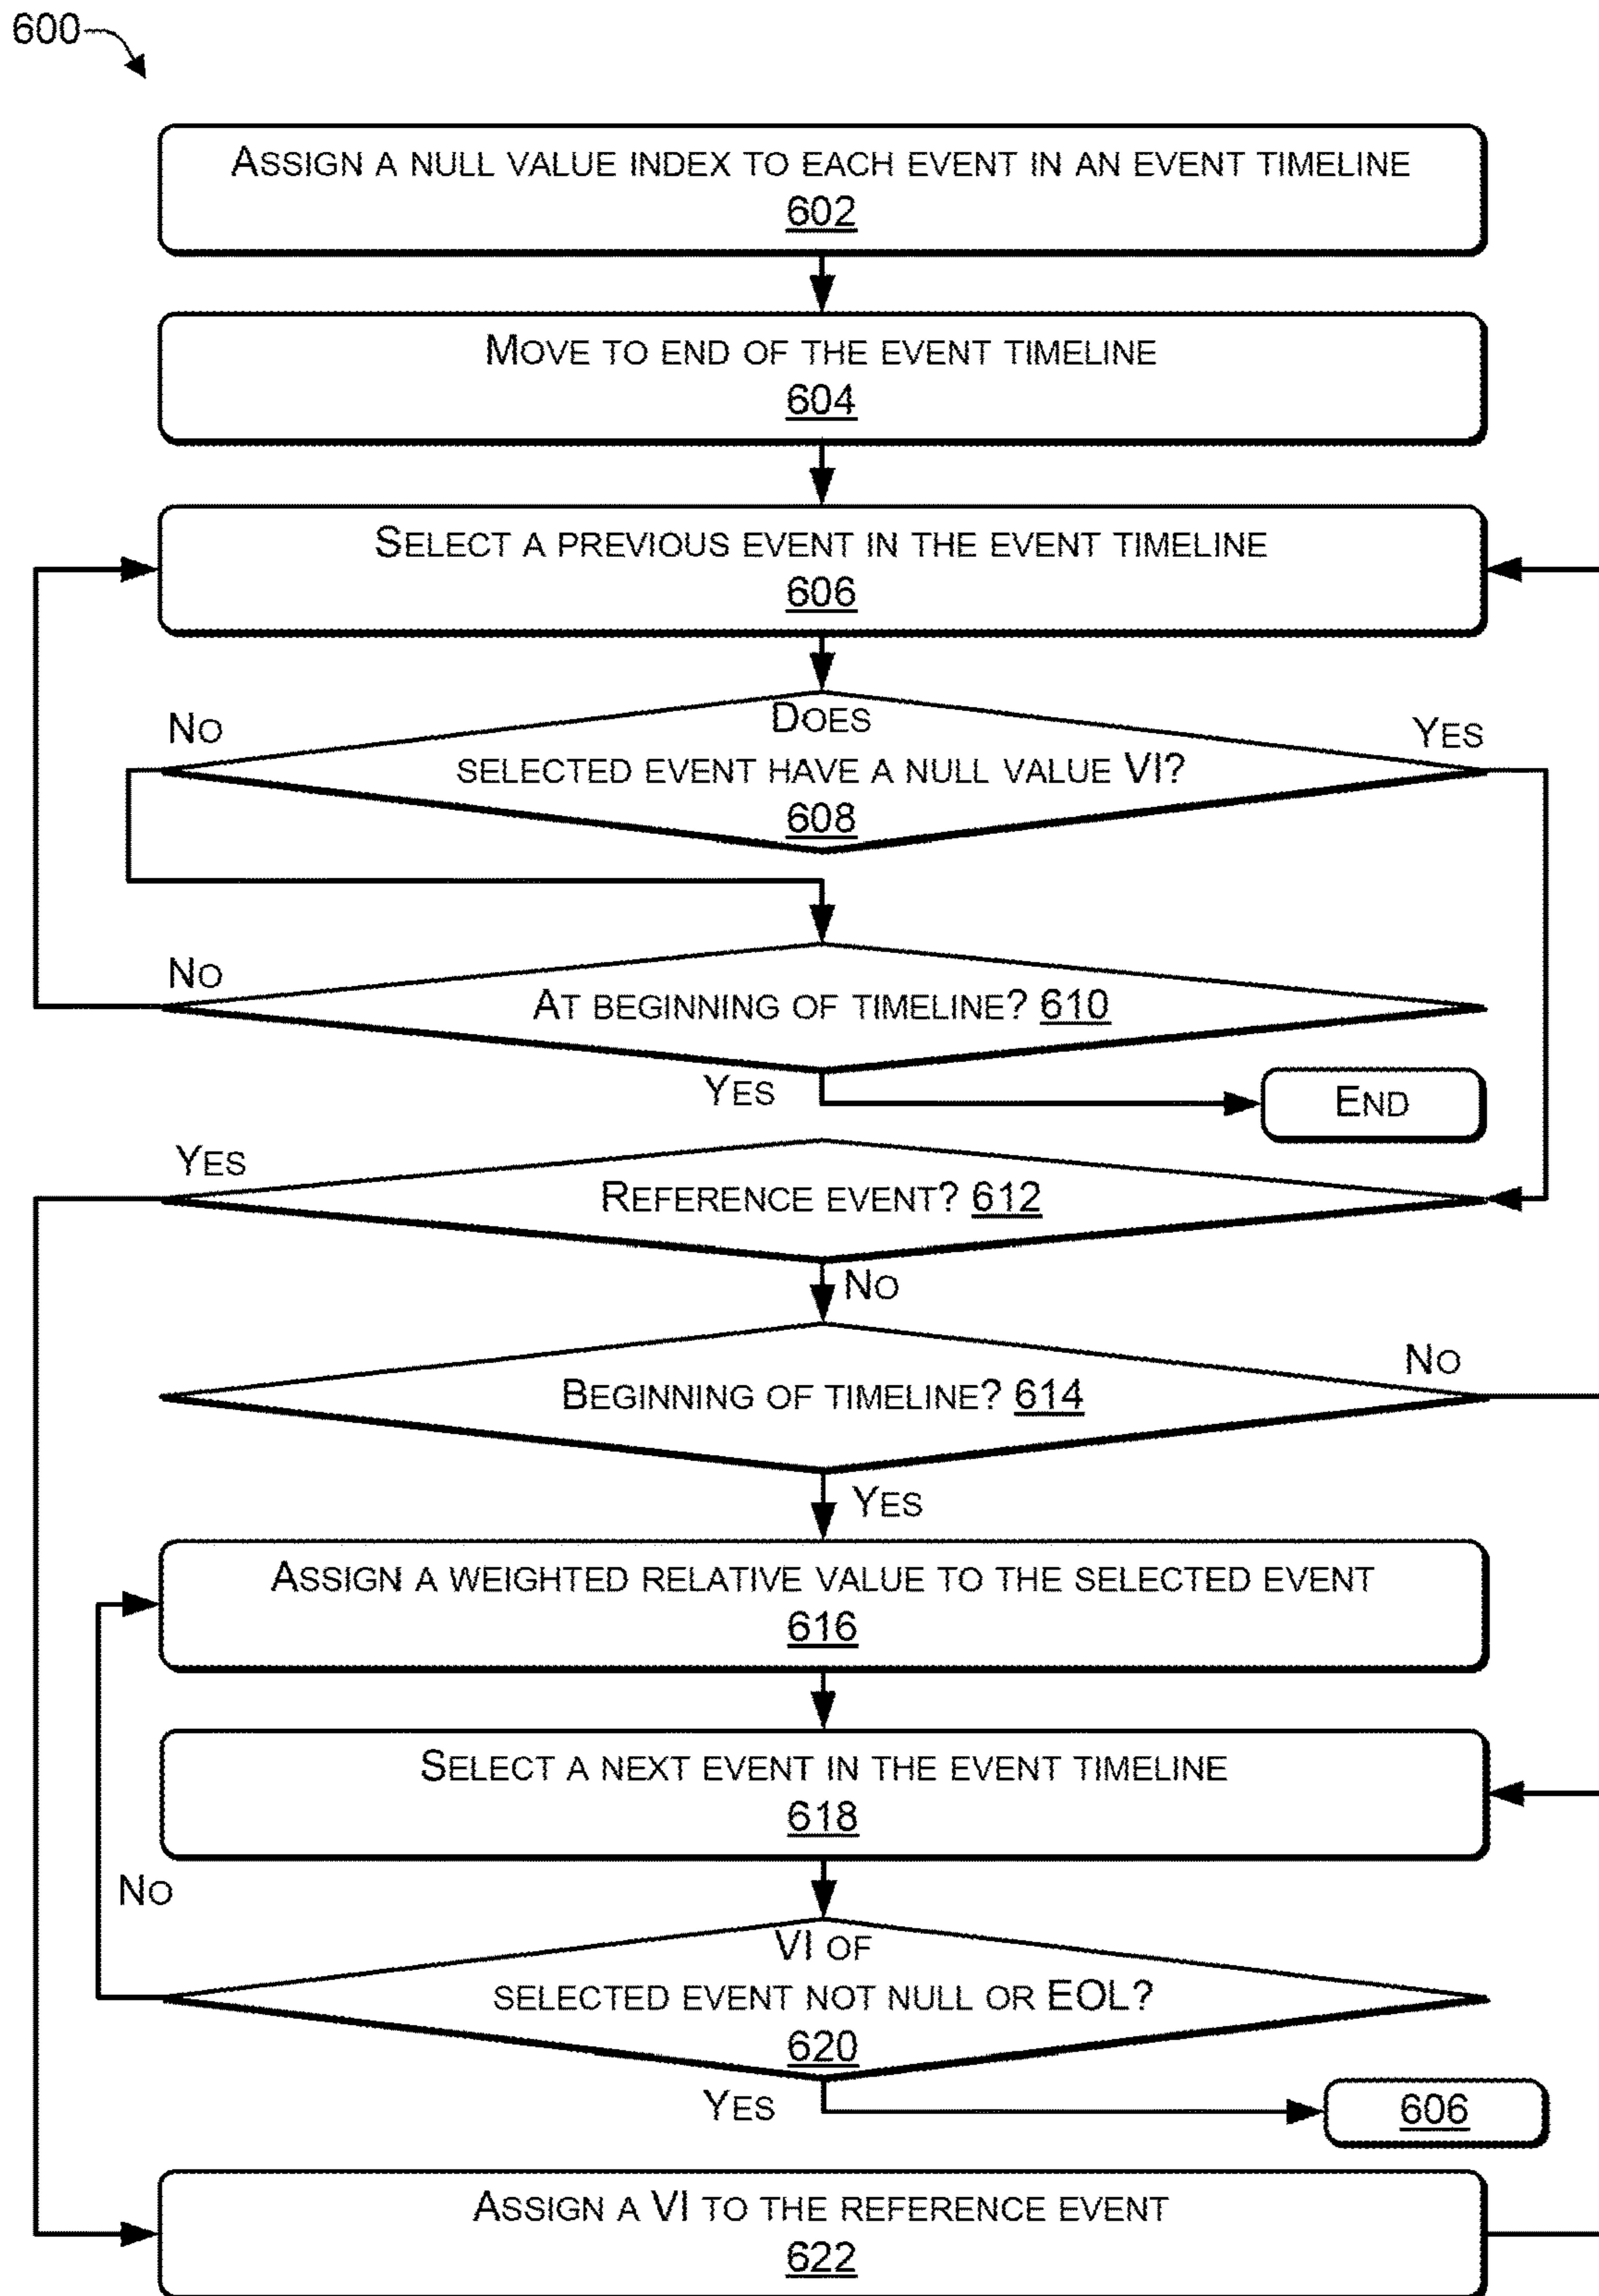 600
ASSIGN A NULL VALUE INDEX TO EACH EVENT IN AN EVENT TIMELINE
602
MOVE TO END OF THE EVENT TIMELINE
604
SELECT A PREVIOUS EVENT IN THE EVENT TIMELINE
606
NO
DOES
YES
SELECTED EVENT HAVE A NULL VALUE VI?
608
NO
AT BEGINNING OF TIMELINE? 610
YES
END
YES
REFERENCE EVENT? 612
NO
NO
BEGINNING OF TIMELINE? 614
YES
ASSIGN A WEIGHTED RELATIVE VALUE TO THE SELECTED EVENT
616
SELECT A NEXT EVENT IN THE EVENT TIMELINE
618
NO
VI OF
SELECTED EVENT NOT NULL OR EOL?
620
YES
606
ASSIGN A VI TO THE REFERENCE EVENT
622